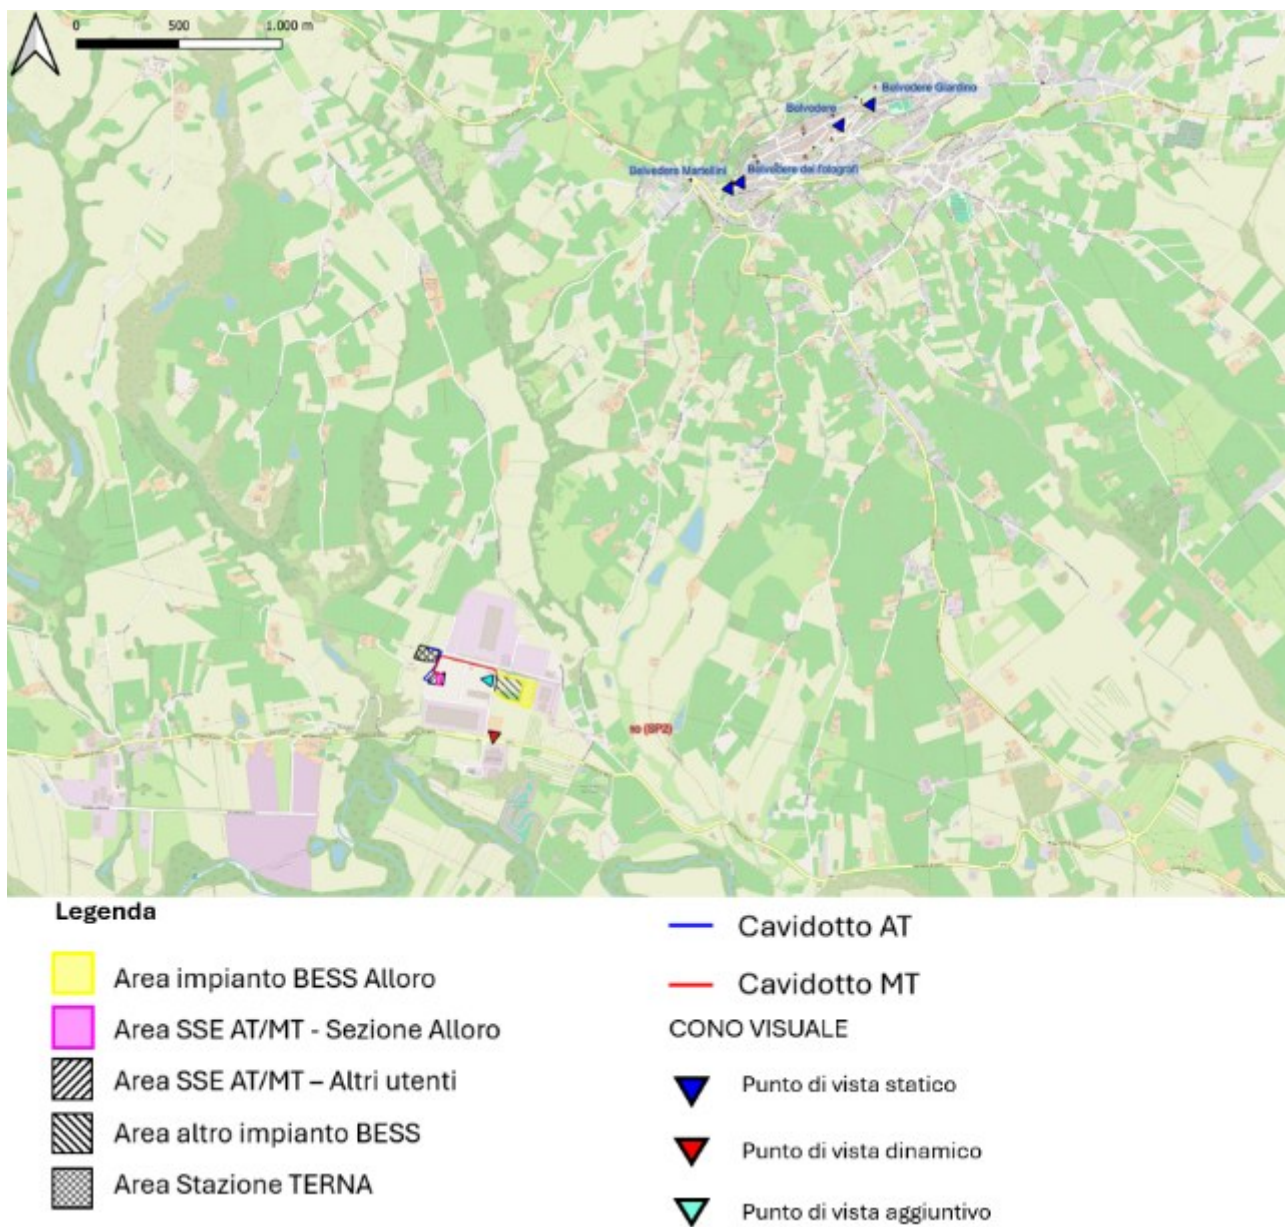 0 500 1.000 m
Belvedere Giardino
Belvedere
Belvedere Martellini
Belvedere dei fotografi
so (SP2)
Legenda
Area impianto BESS Alloro
Area SSE AT/MT - Sezione Alloro
Area SSE AT/MT – Altri utenti
Area altro impianto BESS
Area Stazione TERNA
Cavidotto AT
Cavidotto MT
CONO VISUALE
Punto di vista statico
Punto di vista dinamico
Punto di vista aggiuntivo